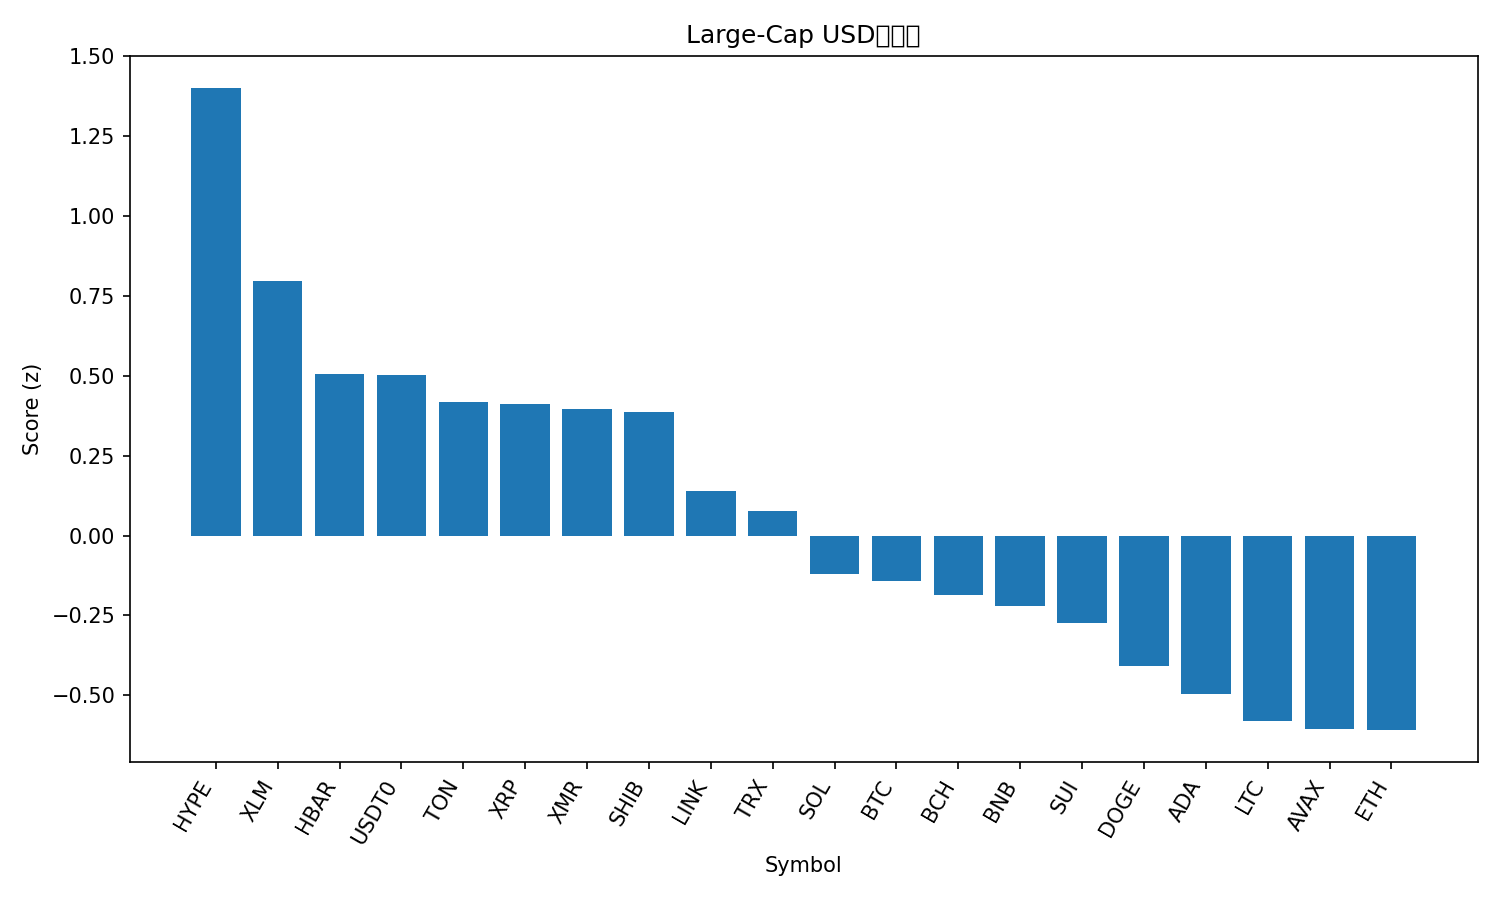 Large-Cap USD
1.50
1.25
1.00
0.75
0.50
0.25
0.00
−0.25
−0.50
Score (z)
HYPE
XLM
HBAR
USDT0
TON
XRP
XMR
SHIB
LINK
TRX
SOL
BTC
BCH
BNB
SUI
DOGE
ADA
LTC
AVAX
ETH
Symbol